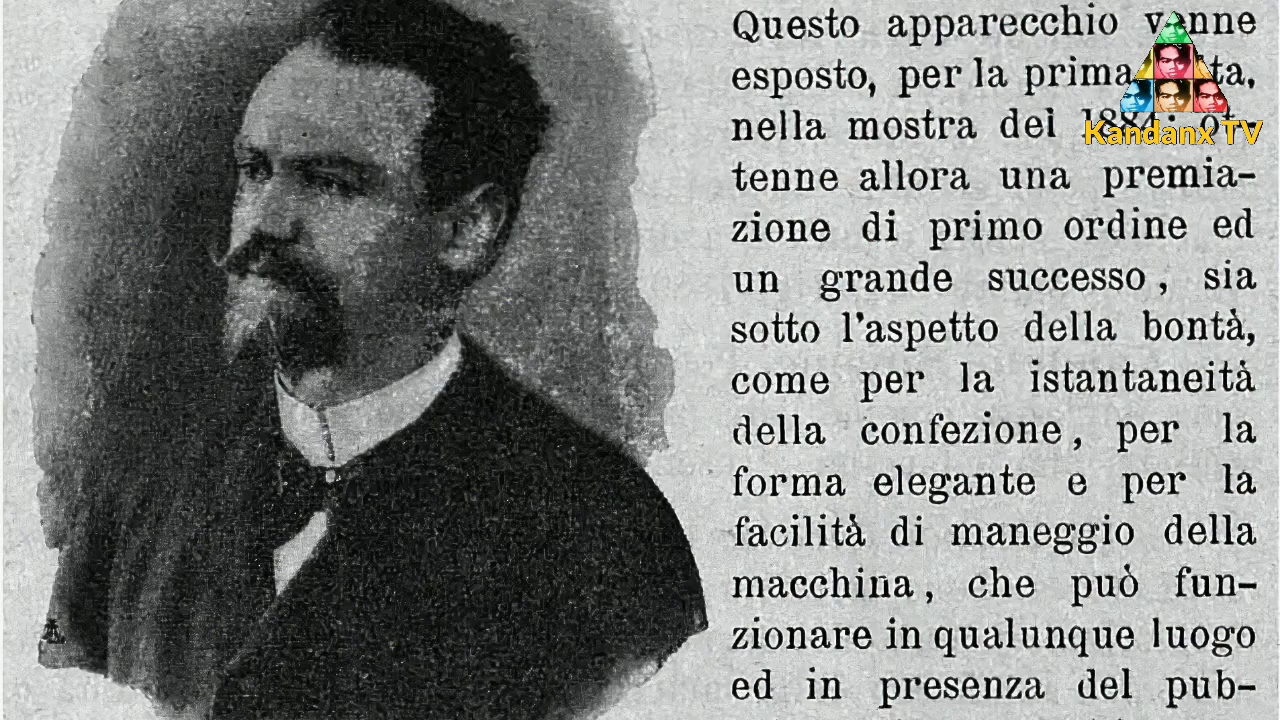 Questo apparecchio venne
esposto, per la prima
nella mostra del 1884; ot-
tenne allora una premia-
zione di primo ordine ed
un grande successo, sia
sotto l'aspetto della bontà,
come per la istantaneità
della confezione, per la
forma elegante e per la
facilità di maneggio della
macchina, che può fun-
zionare in qualunque luogo
ed in presenza del pub-
Kandanx TV